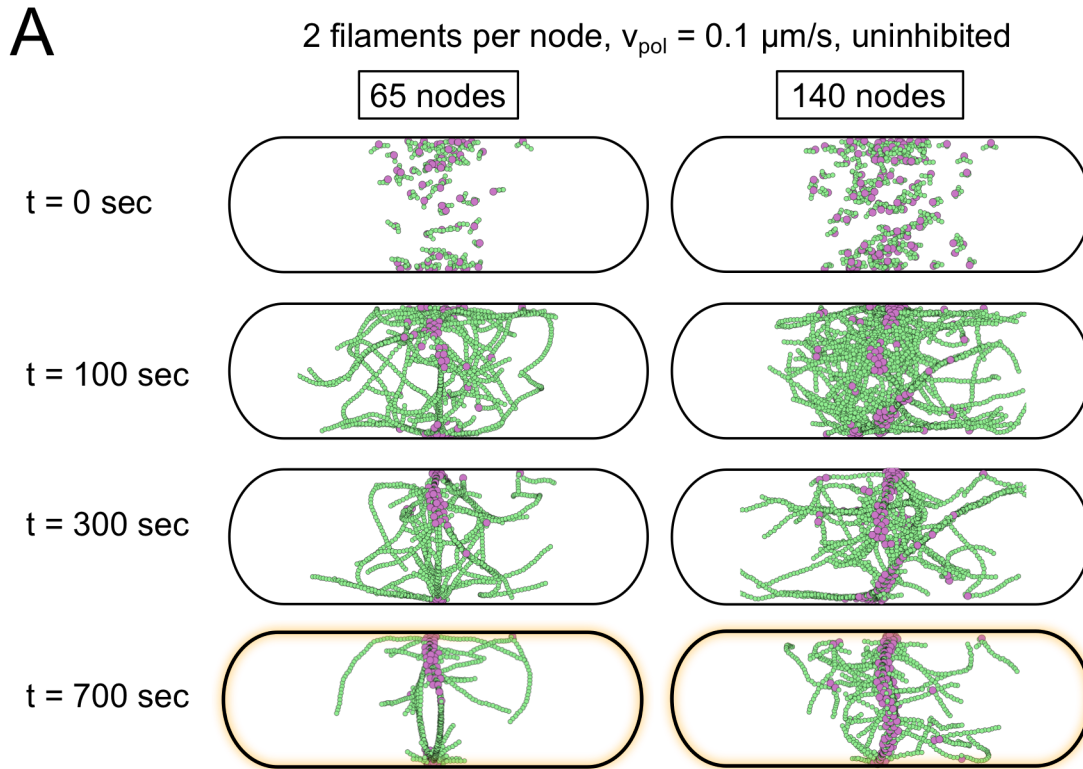 A
2 filaments per node, vpol = 0.1 μm/s, uninhibited
65 nodes
140 nodes
t = 0 sec
t = 100 sec
t = 300 sec
t = 700 sec